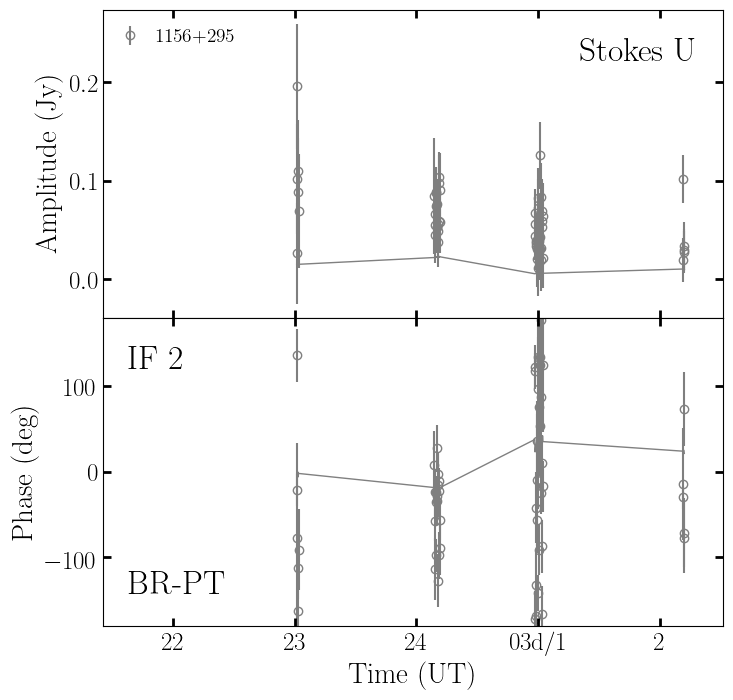 1156+295
Stokes U
0.2
0.1
0.0
Amplitude (Jy)
IF 2
100
0
−100
Phase (deg)
BR-PT
22 23 24 03d/1 2
Time (UT)